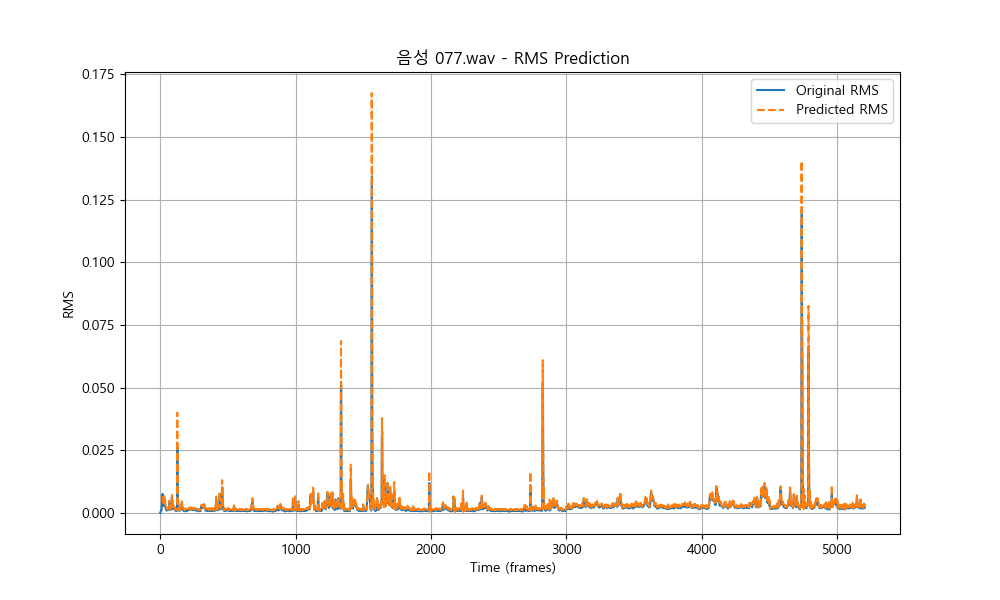 음성 077.wav - RMS Prediction
Original RMS
Predicted RMS
0.175
0.150
0.125
0.100
0.075
0.050
0.025
0.000
RMS
0 1000 2000 3000 4000 5000
Time (frames)